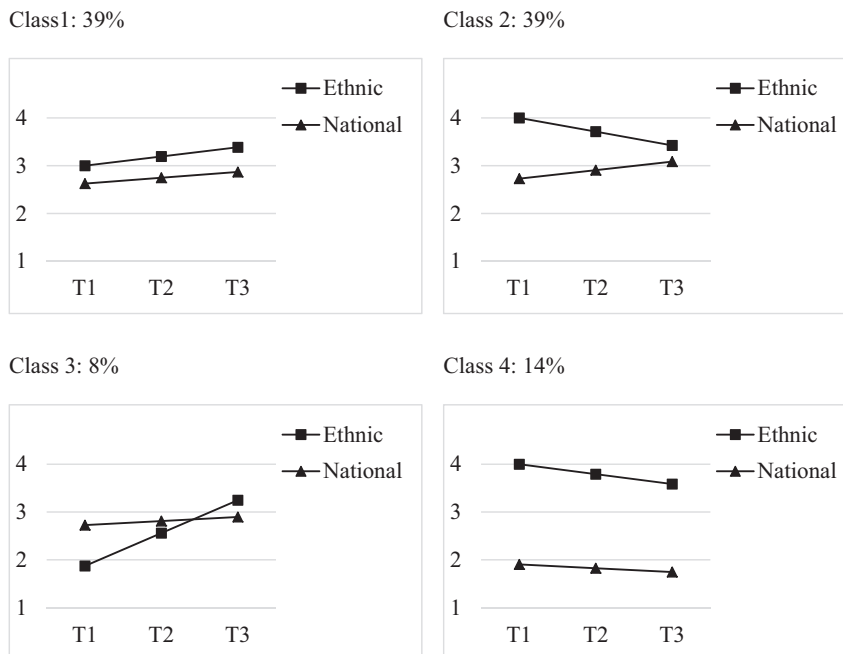 Class1: 39%
Ethnic
National
4
3
2
1
T1 T2 T3
Class 2: 39%
Ethnic
National
4
3
2
1
T1 T2 T3
Class 3: 8%
Ethnic
National
4
3
2
1
T1 T2 T3
Class 4: 14%
Ethnic
National
4
3
2
1
T1 T2 T3